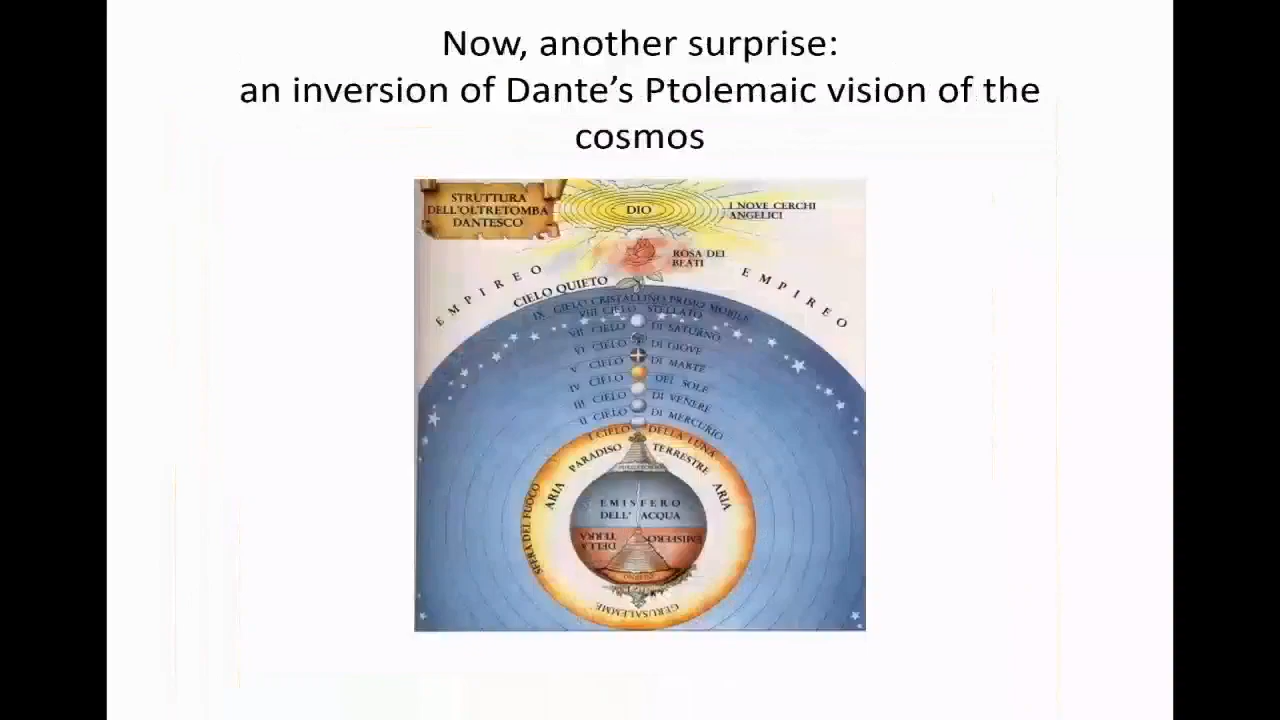 Now, another surprise:
an inversion of Dante’s Ptolemaic vision of the
cosmos
STRUTTURA
DELL'OLTRETOMBA
DANTESCO
DIO
I NOVE CERCHI
ANGELICI
ROSA DEI
BEATI
EMPIREO
EMPIREO
CIELO QUIETO
IX CIELO CRISTALLINO PRIMO MOBILE
VIII CIELO STELLATO
VII CIELO DI SATURNO
VI CIELO DI GIOVE
V CIELO DI MARTE
IV CIELO DEL SOLE
III CIELO DI VENERE
II CIELO DI MERCURIO
I CIELO DELLA LUNA
PARADISO TERRESTRE
ARIA
ARIA
SFERA DEL FUOCO
EMISFERO
DELL' ACQUA
EMISFERO
DELLA
TERRA
GERUSALEMME